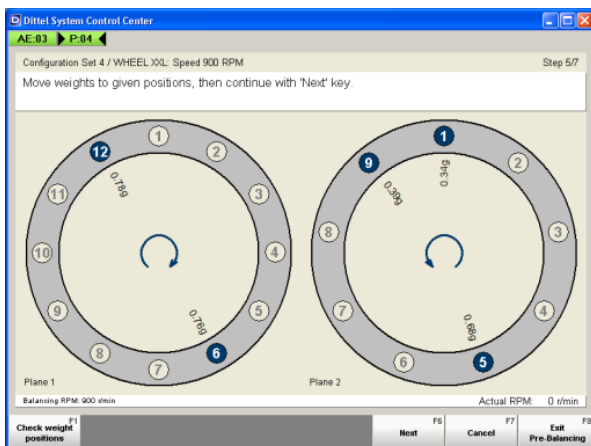 Dittel System Control Center
AE:03 P:04
Configuration Set 4 / WHEEL XXL: Speed 900 RPM Step 5/7
Move weights to given positions, then continue with 'Next' key.
1
2
3
4
5
6
7
8
9
10
11
12
0.78g
0.76g
Plane 1
1
2
3
4
5
6
7
8
9
0.34g
0.39g
0.68g
Plane 2
Balancing RPM: 900 r/min Actual RPM: 0 r/min
F1
Check weight
positions
F6
Next
F7
Cancel
F8
Exit
Pre-Balancing